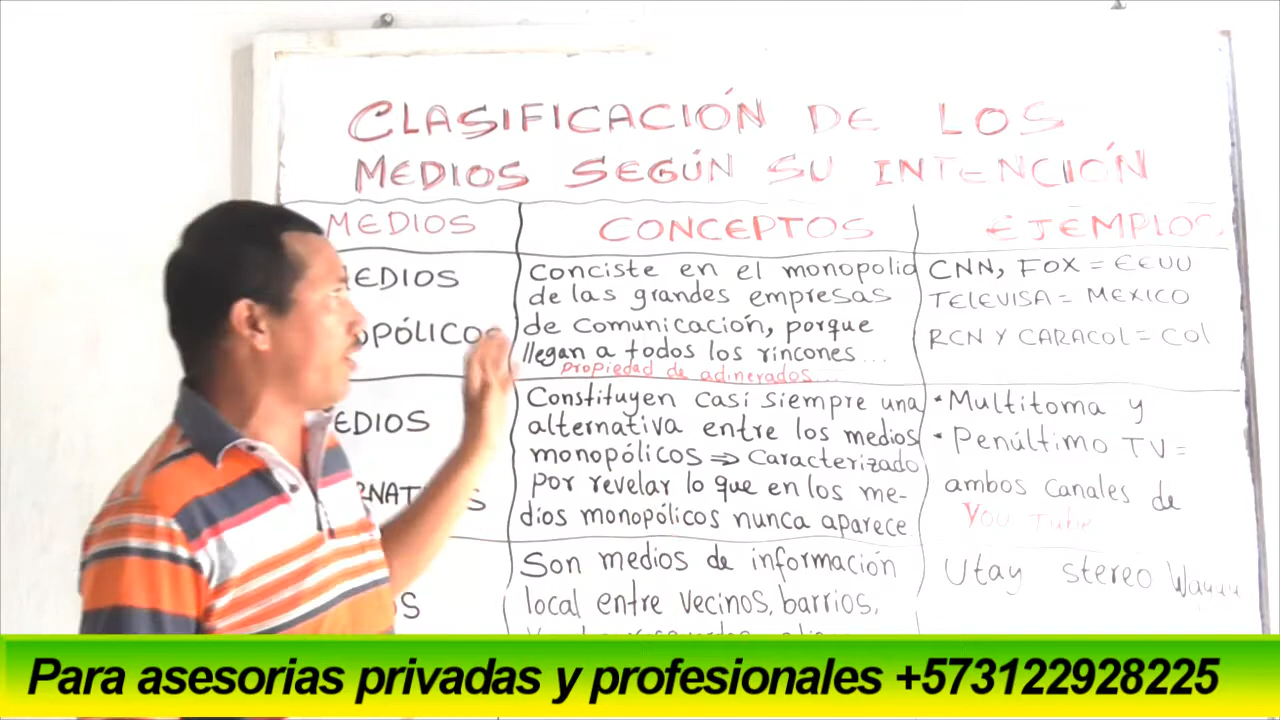 CLASIFICACIÓN DE LOS
MEDIOS SEGÚN SU INTENCIÓN
MEDIOS
CONCEPTOS
EJEMPLOS
MEDIOS
Conciste en el monopolio
de las grandes empresas
de comunicación, porque
llegan a todos los rincones...
propiedad de adinerados...
CNN, FOX = EEUU
TELEVISA = MEXICO
RCN Y CARACOL = COL
Constituyen casi siempre una
alternativa entre los medios
monopólicos ⇒ Caracterizado
por revelar lo que en los me-
dios monopólicos nunca aparece
• Multitoma y
• Penúltimo TV =
ambos canales de
You Tube
Son medios de información
local entre vecinos, barrios,
Utay stereo
Para asesorias privadas y profesionales +573122928225